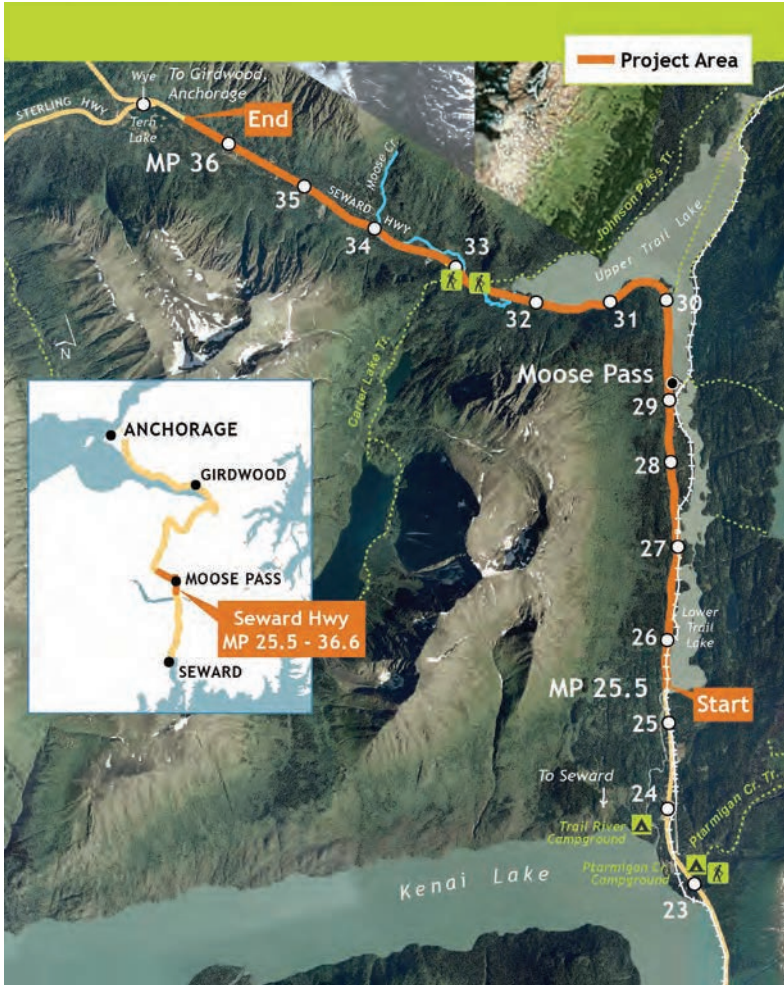 Project Area
Wye
To Girdwood,
Anchorage
STERLING HWY
Tern
Lake
End
MP 36
35
Moose Cr.
SEWARD HWY
34
33
Johnson Pass Tr.
Upper Trail Lake
32
31
30
N
Carter Lake Tr.
Moose Pass
29
28
27
Lower
Trail
Lake
26
MP 25.5
Start
25
To Seward
24
Trail River
Campground
Ptarmigan Cr. Tr.
Ptarmigan Cr.
Campground
Kenai Lake
23
ANCHORAGE
GIRDWOOD
MOOSE PASS
Seward Hwy
MP 25.5 - 36.6
SEWARD